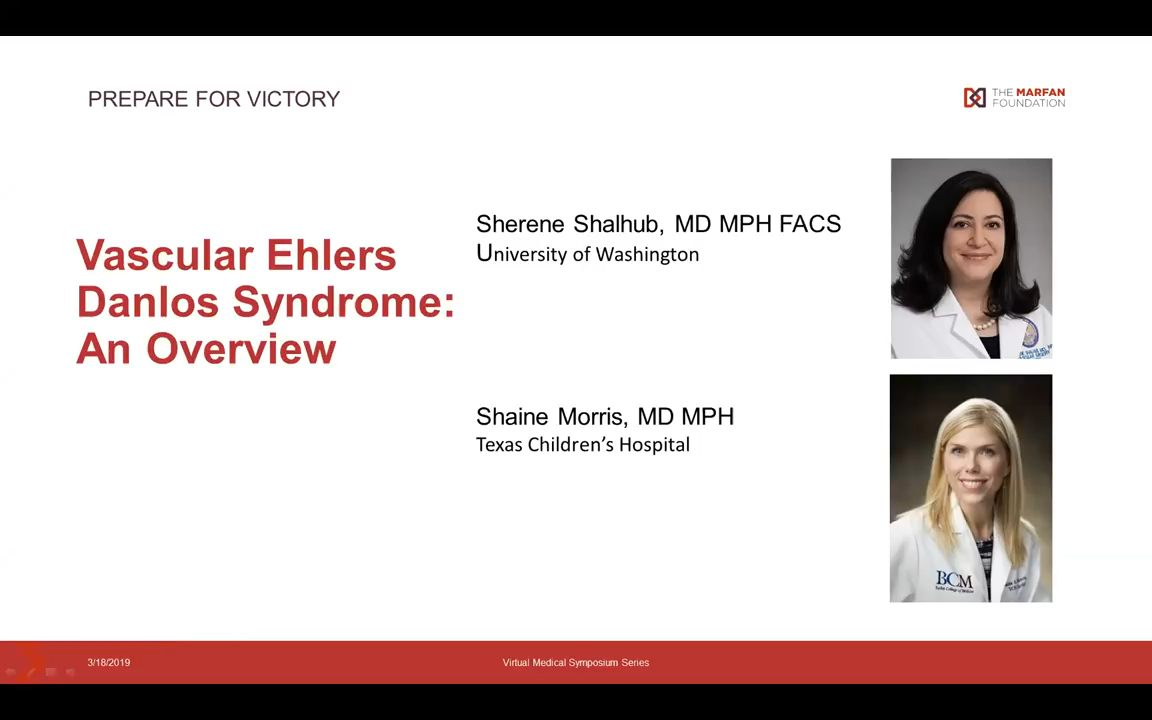 PREPARE FOR VICTORY
THE MARFAN
FOUNDATION
Vascular Ehlers
Danlos Syndrome:
An Overview
Sherene Shalhub, MD MPH FACS
University of Washington
Shaine Morris, MD MPH
Texas Children’s Hospital
BCM
3/18/2019
Virtual Medical Symposium Series